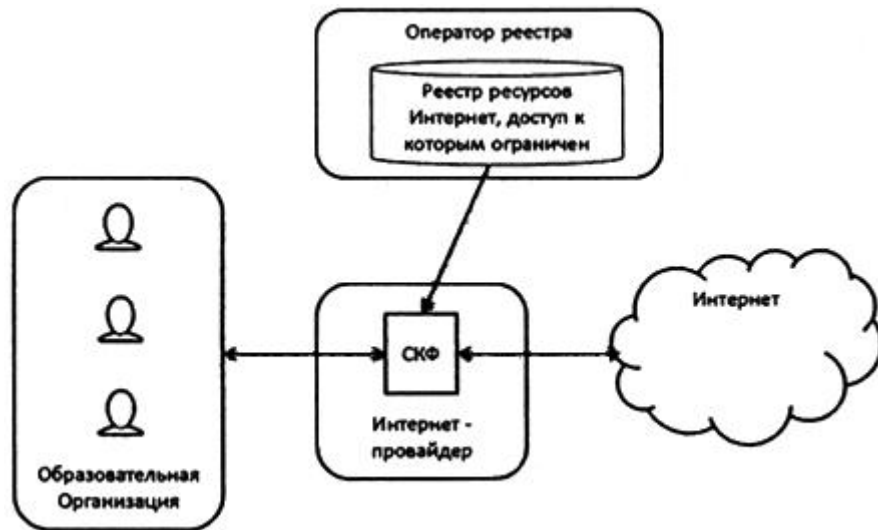 Оператор реестра
Реестр ресурсов
Интернет, доступ к
которым ограничен
Интернет
СКФ
Интернет -
провайдер
Образовательная
Организация